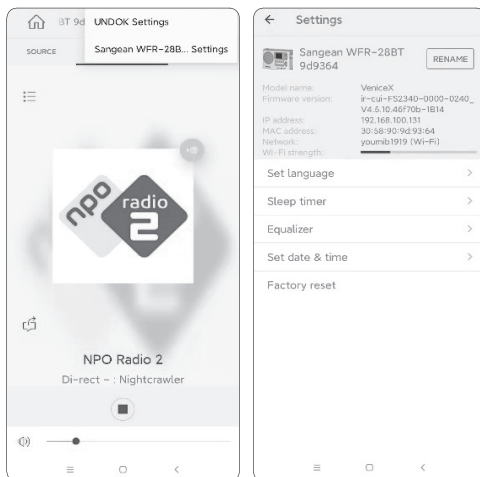 BT 9d
UNDOK Settings
Sangean WFR-28B... Settings
SOURCE
npo
radio
2
NPO Radio 2
Di-rect - : Nightcrawler
Settings
Sangean WFR-28BT
9d9364
RENAME
Model name: VeniceX
Firmware version: ir-cui-FS2340-0000-0240_
V4.6.10.46f70b-1B14
IP address: 192.168.100.131
MAC address: 30:58:90:9d:93:64
Network: youmib1919 (Wi-Fi)
Wi-Fi strength:
Set language
Sleep timer
Equalizer
Set date & time
Factory reset